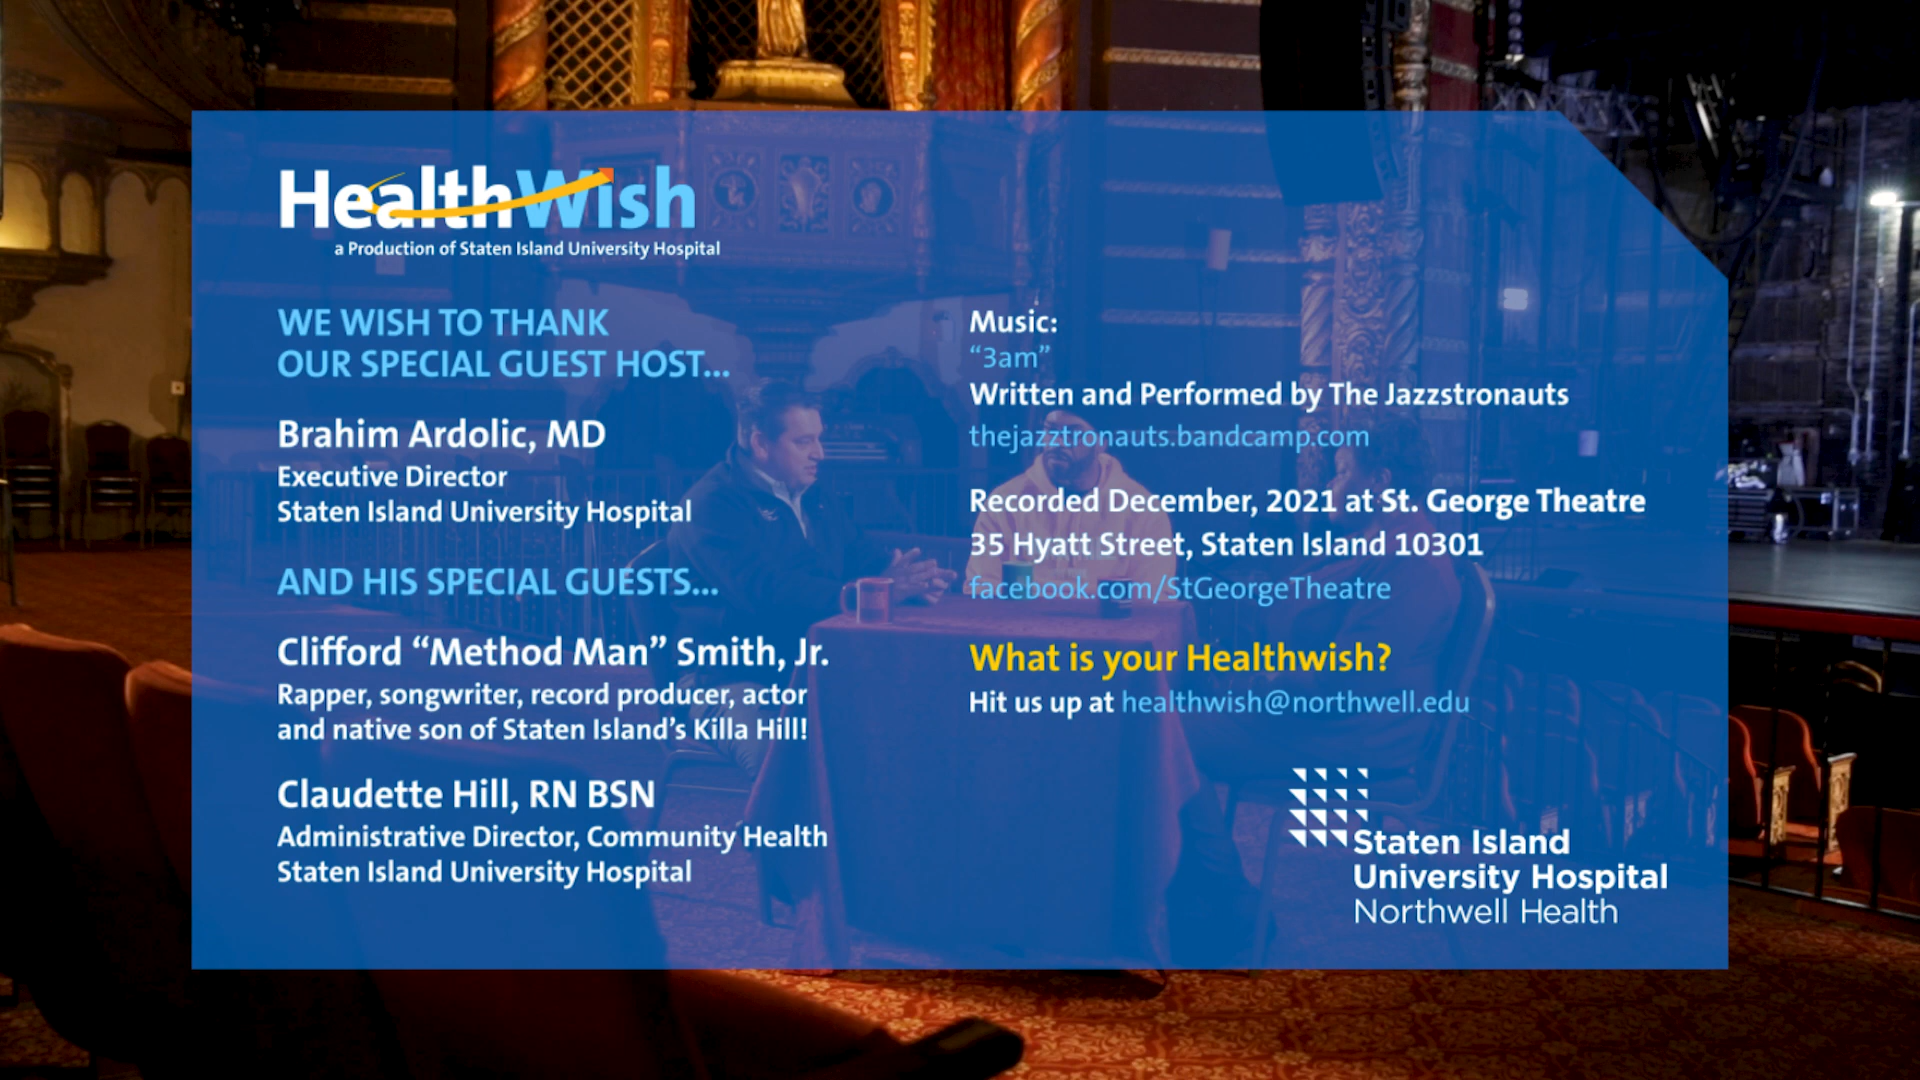 HealthWish
a Production of Staten Island University Hospital
WE WISH TO THANK
OUR SPECIAL GUEST HOST...
Brahim Ardolic, MD
Executive Director
Staten Island University Hospital
AND HIS SPECIAL GUESTS...
Clifford “Method Man” Smith, Jr.
Rapper, songwriter, record producer, actor
and native son of Staten Island’s Killa Hill!
Claudette Hill, RN BSN
Administrative Director, Community Health
Staten Island University Hospital
Music:
“3am”
Written and Performed by The Jazzstronauts
thejazztronauts.bandcamp.com
Recorded December, 2021 at St. George Theatre
35 Hyatt Street, Staten Island 10301
facebook.com/StGeorgeTheatre
What is your Healthwish?
Hit us up at healthwish@northwell.edu
Staten Island
University Hospital
Northwell Health